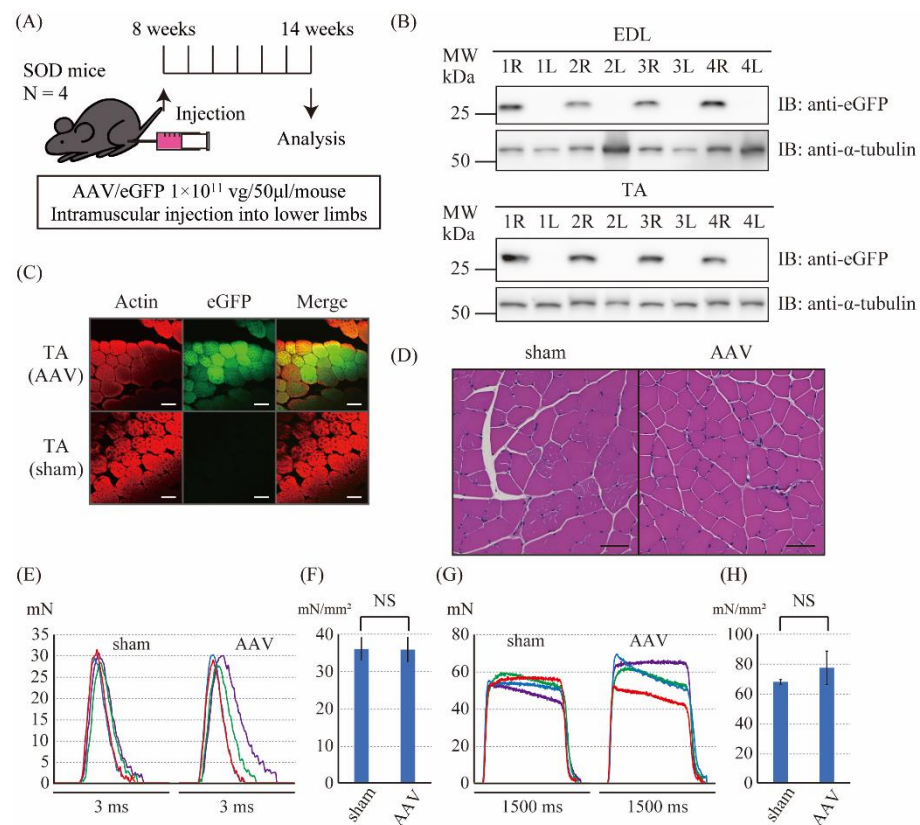 (A)
8 weeks 14 weeks
SOD mice
N = 4
Injection
Analysis
AAV/eGFP 1×10¹¹ vg/50μl/mouse
Intramuscular injection into lower limbs
(B)
EDL
MW
kDa
1R 1L 2R 2L 3R 3L 4R 4L
25
IB: anti-eGFP
50
IB: anti-α-tubulin
TA
MW
kDa
1R 1L 2R 2L 3R 3L 4R 4L
25
IB: anti-eGFP
50
IB: anti-α-tubulin
(C)
Actin eGFP Merge
TA
(AAV)
TA
(sham)
(D)
sham AAV
(E)
mN
35
30
25
20
15
10
5
0
sham AAV
3 ms 3 ms
(F)
mN/mm²
NS
40
30
20
10
0
sham AAV
(G)
mN
80
60
40
20
0
sham AAV
1500 ms 1500 ms
(H)
mN/mm²
NS
100
80
60
40
20
0
sham AAV